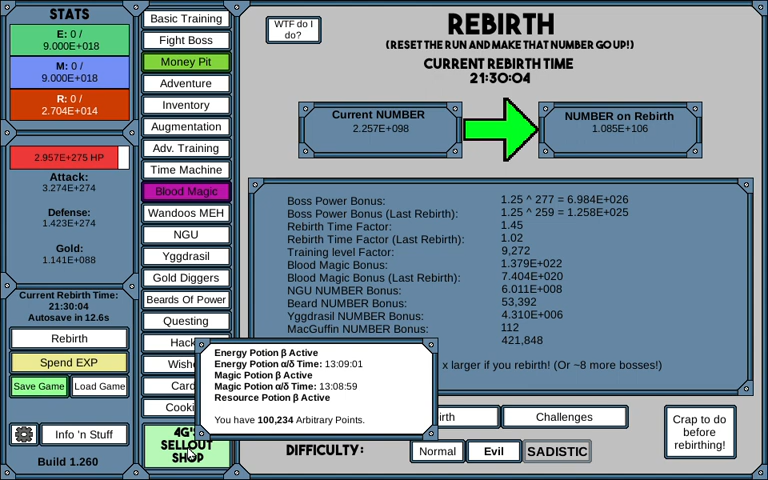 STATS
E: 0 /
9.000E+018
M: 0 /
9.000E+018
R: 0 /
2.704E+014
2.957E+275 HP
Attack:
3.274E+274
Defense:
1.423E+274
Gold:
1.141E+088
Current Rebirth Time:
21:30:04
Autosave in 12.6s
Rebirth
Spend EXP
Save Game
Load Game
Info 'n Stuff
Build 1.260
Basic Training
Fight Boss
Money Pit
Adventure
Inventory
Augmentation
Adv. Training
Time Machine
Blood Magic
Wandoos MEH
NGU
Yggdrasil
Gold Diggers
Beards Of Power
Questing
Hack
Wishe
Card
Cooki
4G'S
SELLOUT
SHOP
WTF do I
do?
REBIRTH
(RESET THE RUN AND MAKE THAT NUMBER GO UP!)
CURRENT REBIRTH TIME
21:30:04
Current NUMBER
2.257E+098
NUMBER on Rebirth
1.085E+106
Boss Power Bonus: 1.25 ^ 277 = 6.984E+026
Boss Power Bonus (Last Rebirth): 1.25 ^ 259 = 1.258E+025
Rebirth Time Factor: 1.45
Rebirth Time Factor (Last Rebirth): 1.02
Training level Factor: 9,272
Blood Magic Bonus: 1.379E+022
Blood Magic Bonus (Last Rebirth): 7.404E+020
NGU NUMBER Bonus: 6.011E+008
Beard NUMBER Bonus: 53,392
Yggdrasil NUMBER Bonus: 4.310E+006
MacGuffin NUMBER Bonus: 112
421,848
x larger if you rebirth! (Or ~8 more bosses!)
Energy Potion β Active
Energy Potion α/δ Time: 13:09:01
Magic Potion β Active
Magic Potion α/δ Time: 13:08:59
Resource Potion β Active
You have 100,234 Arbitrary Points.
irth
Challenges
Crap to do
before
rebirthing!
DIFFICULTY:
Normal
Evil
SADISTIC